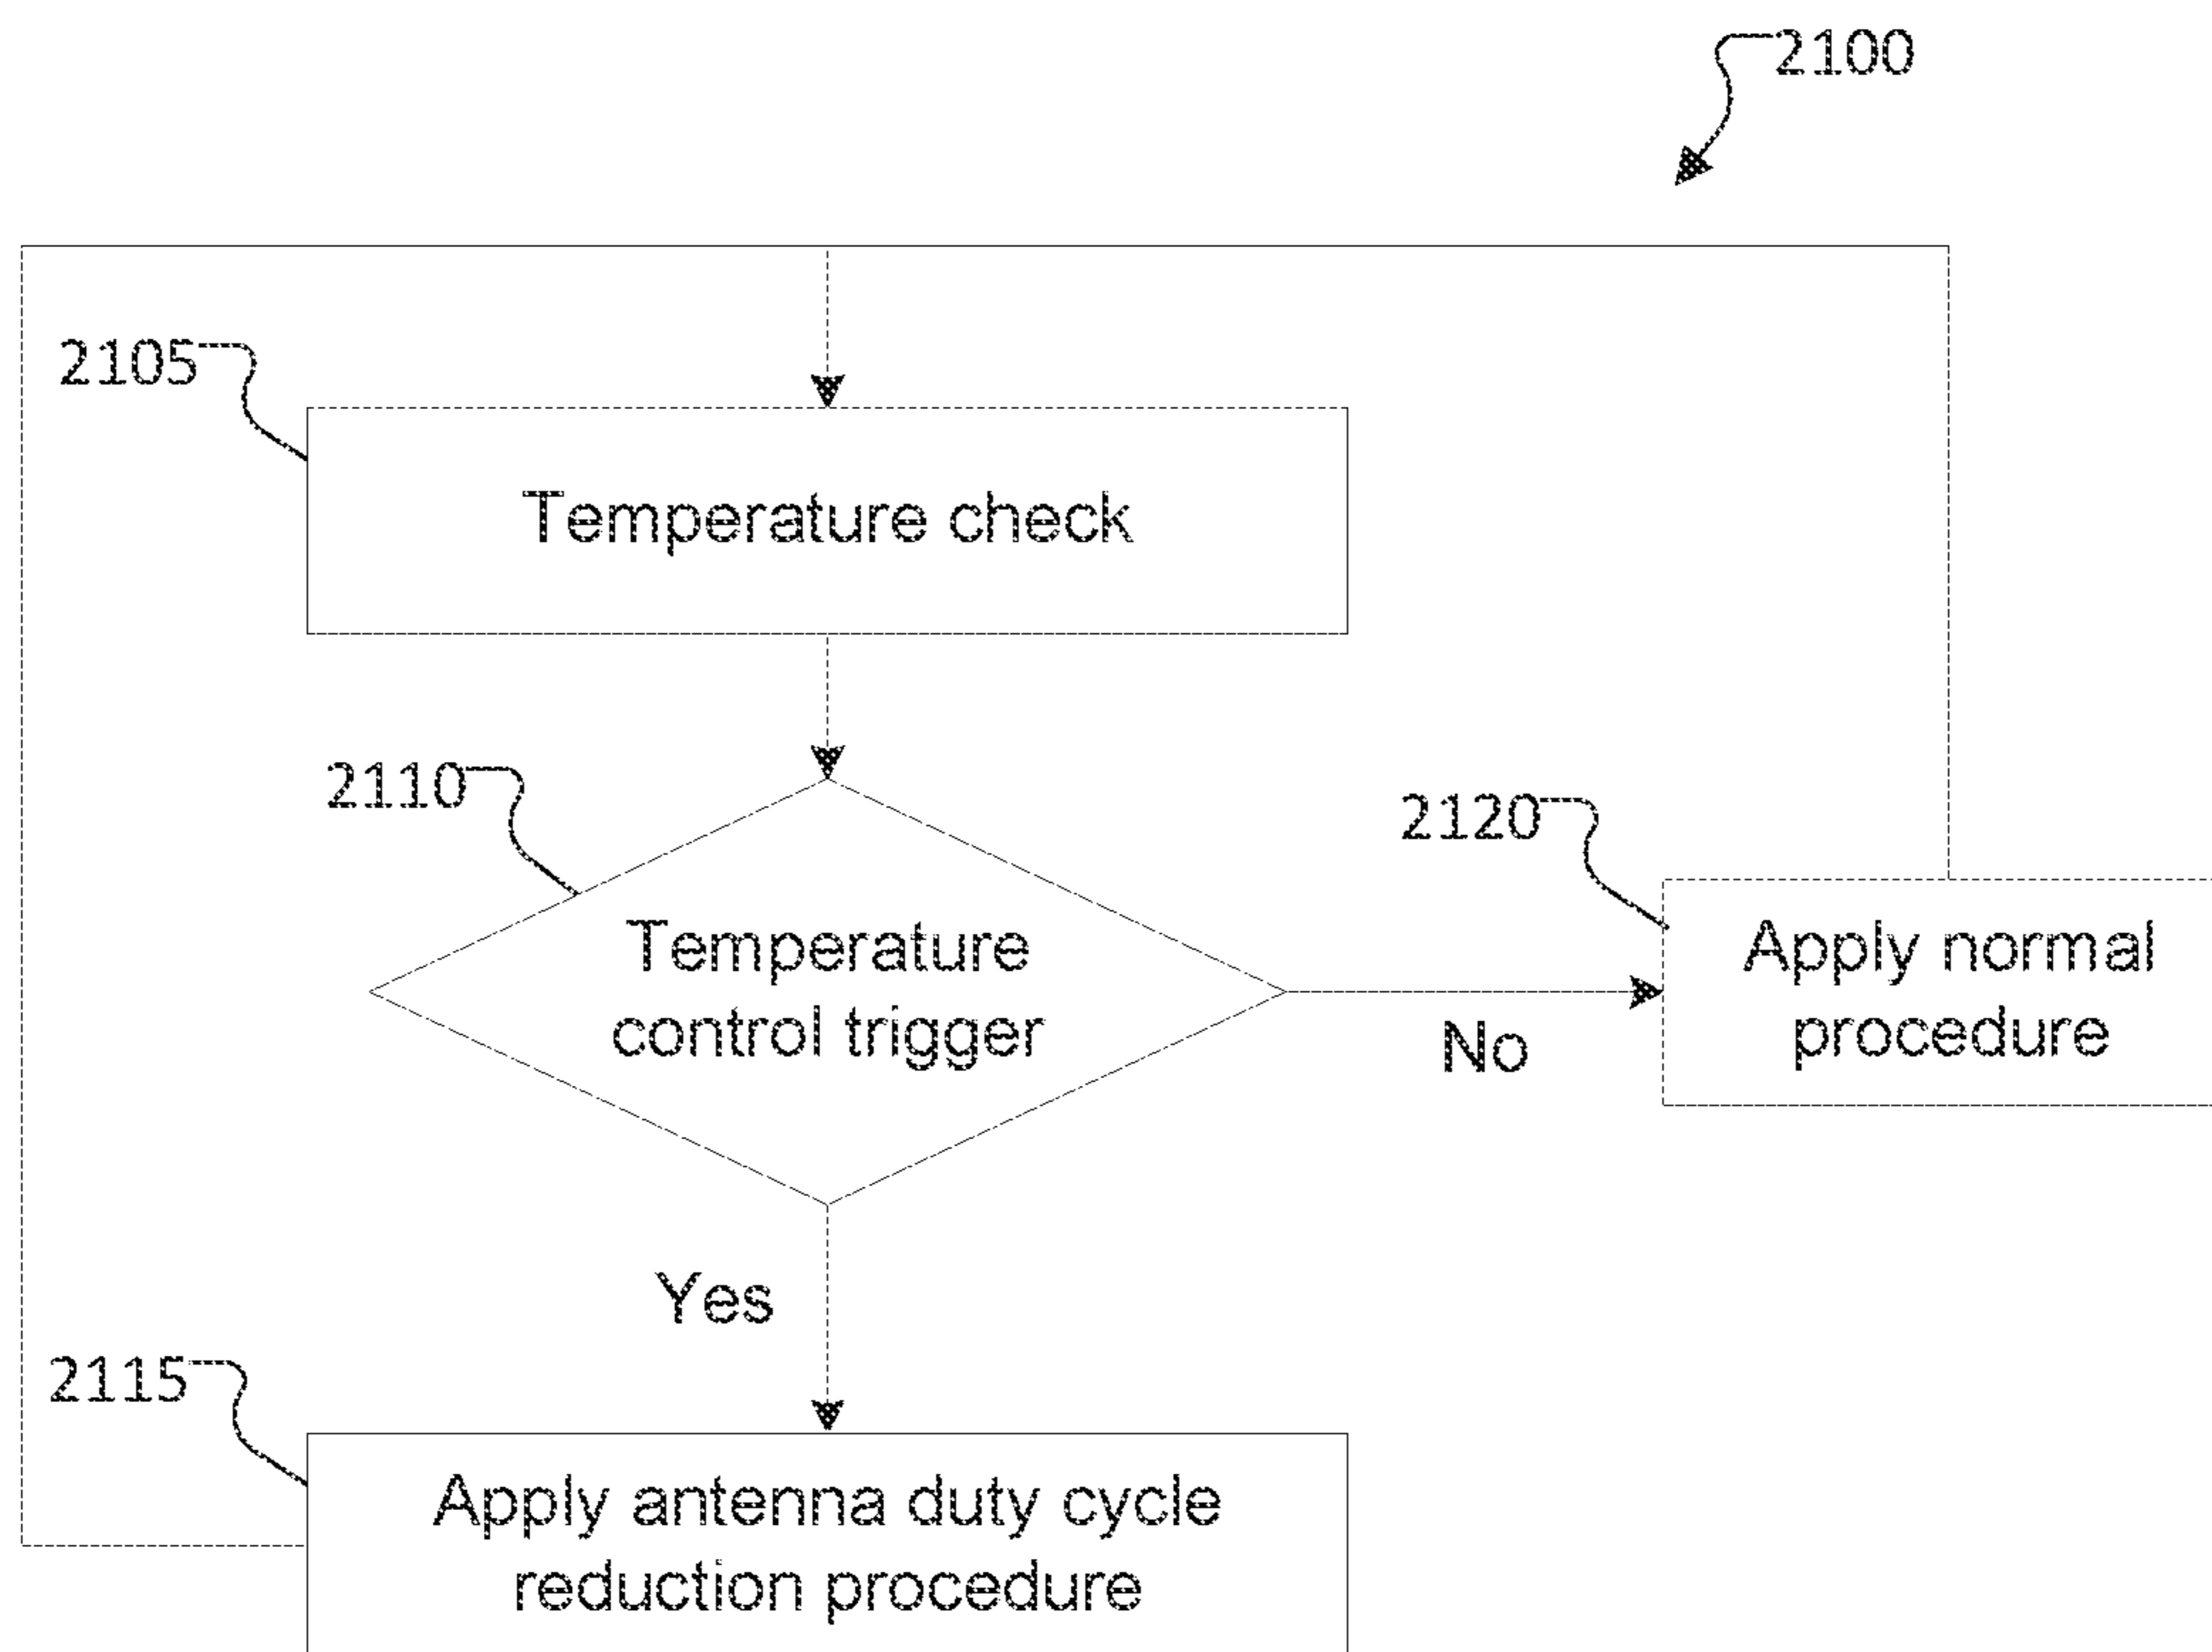 2100
2105
Temperature check
2110
Temperature
control trigger
2120
Apply normal
procedure
No
Yes
2115
Apply antenna duty cycle
reduction procedure